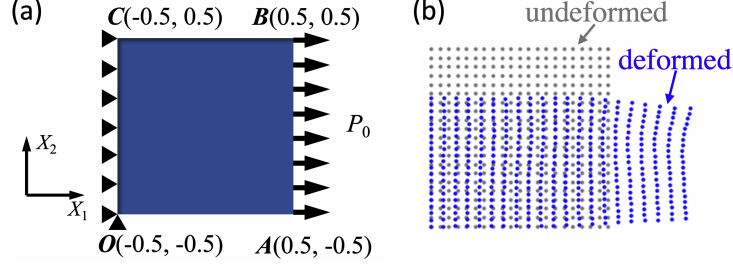 (a)
C(-0.5, 0.5) B(0.5, 0.5)
P0
X2
X1
O(-0.5, -0.5) A(0.5, -0.5)
(b)
undeformed
deformed